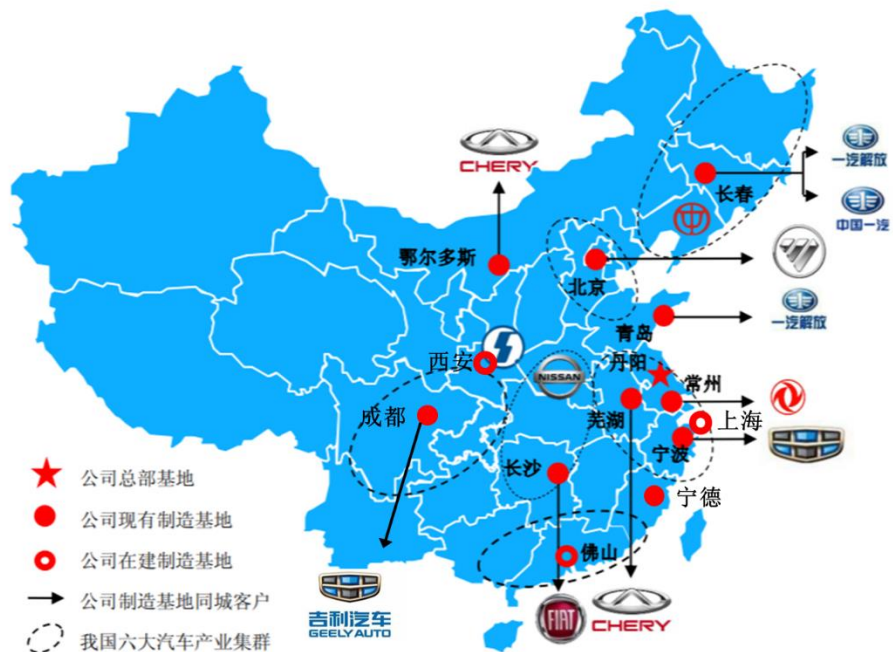 CHERY
一汽解放
长春
中国一汽
鄂尔多斯
北京
青岛
一汽解放
西安
NISSAN
丹阳
常州
成都
芜湖
上海
宁波
长沙
宁德
佛山
公司总部基地
公司现有制造基地
公司在建制造基地
公司制造基地同城客户
我国六大汽车产业集群
吉利汽车
GEELY AUTO
FIAT
CHERY